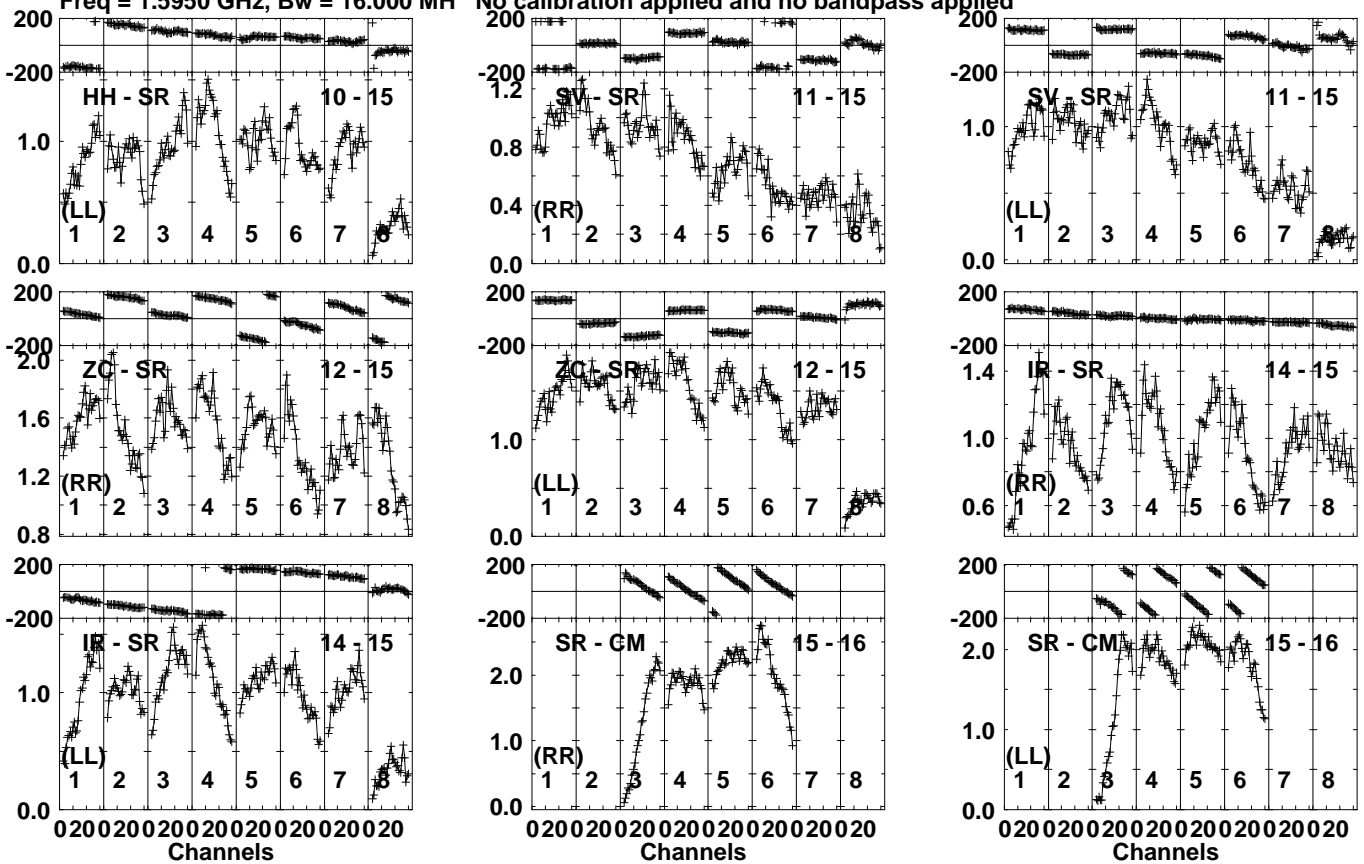 Freq = 1.5950 GHz, Bw = 16.000 MH No calibration applied and no bandpass applied
200
-200
HH - SR 10 - 15
1.0
(LL)
1 2 3 4 5 6 7 8
0.0
SV - SR 11 - 15
1.2
0.8
0.4
(RR)
1 2 3 4 5 6 7 8
0.0
200
-200
SV - SR 11 - 15
1.0
(LL)
1 2 3 4 5 6 7 8
0.0
200
-200
2.0
ZC - SR 12 - 15
1.6
1.2
(RR)
1 2 3 4 5 6 7 8
0.8
200
-200
ZC - SR 12 - 15
1.0
(LL)
1 2 3 4 5 6 7 8
0.0
200
-200
IR - SR 14 - 15
1.4
1.0
(RR)
0.6
1 2 3 4 5 6 7 8
200
-200
IR - SR 14 - 15
1.0
(LL)
1 2 3 4 5 6 7 8
0.0
0 20 0 20 0 20 0 20 0 20 0 20 0 20 0 20
Channels
200
-200
SR - CM 15 - 16
2.0
1.0
(RR)
1 2 3 4 5 6 7 8
0.0
0 20 0 20 0 20 0 20 0 20 0 20 0 20 0 20
Channels
200
-200
SR - CM 15 - 16
2.0
1.0
(LL)
1 2 3 4 5 6 7 8
0.0
0 20 0 20 0 20 0 20 0 20 0 20 0 20 0 20
Channels